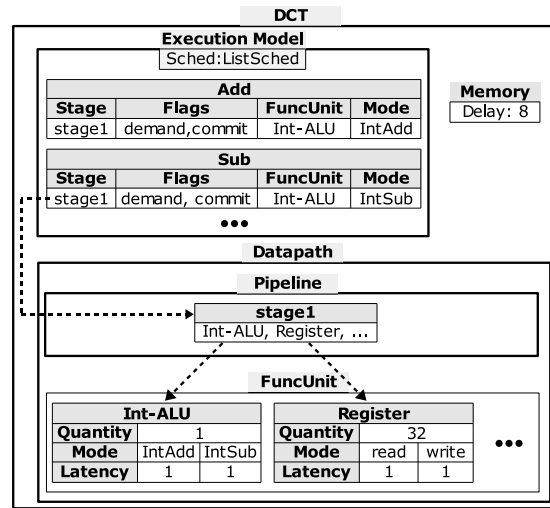 DCT
Execution Model
Sched:ListSched
Add
Stage Flags FuncUnit Mode
stage1 demand,commit Int-ALU IntAdd
Sub
Stage Flags FuncUnit Mode
stage1 demand, commit Int-ALU IntSub
•••
Memory
Delay: 8
Datapath
Pipeline
stage1
Int-ALU, Register, ...
FuncUnit
Int-ALU
Quantity 1
Mode IntAdd IntSub
Latency 1 1
Register
Quantity 32
Mode read write
Latency 1 1
•••